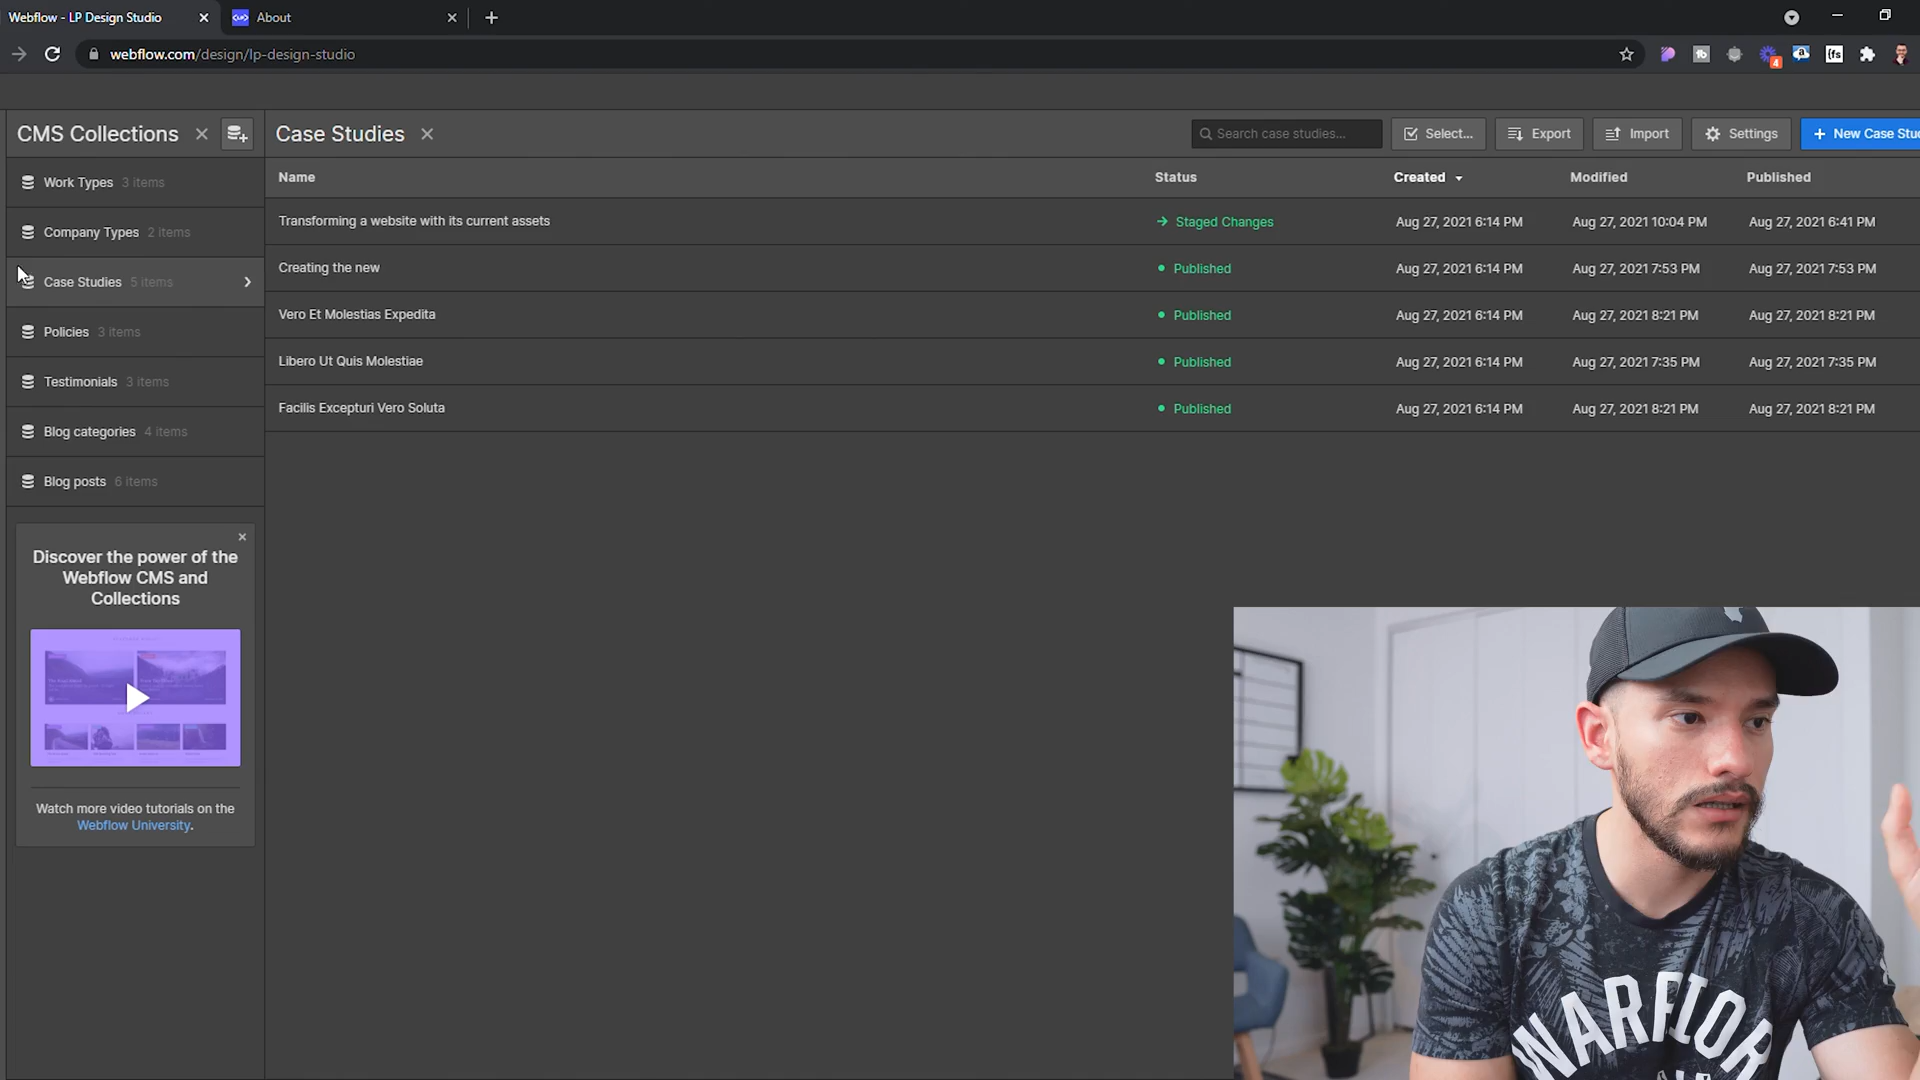 Webflow - LP Design Studio
About
webflow.com/design/lp-design-studio
4
CMS Collections
Case Studies
Search case studies...
Select...
Export
Import
Settings
New Case Stu
Name
Status
Created
Modified
Published
Work Types 3 items
Company Types 2 items
Case Studies 5 items
Policies 3 items
Testimonials 3 items
Blog categories 4 items
Blog posts 6 items
Transforming a website with its current assets
Staged Changes
Aug 27, 2021 6:14 PM
Aug 27, 2021 10:04 PM
Aug 27, 2021 6:41 PM
Creating the new
Published
Aug 27, 2021 6:14 PM
Aug 27, 2021 7:53 PM
Aug 27, 2021 7:53 PM
Vero Et Molestias Expedita
Published
Aug 27, 2021 6:14 PM
Aug 27, 2021 8:21 PM
Aug 27, 2021 8:21 PM
Libero Ut Quis Molestiae
Published
Aug 27, 2021 6:14 PM
Aug 27, 2021 7:35 PM
Aug 27, 2021 7:35 PM
Facilis Excepturi Vero Soluta
Published
Aug 27, 2021 6:14 PM
Aug 27, 2021 8:21 PM
Aug 27, 2021 8:21 PM
Discover the power of the
Webflow CMS and
Collections
Watch more video tutorials on the
Webflow University.
WARRIOR